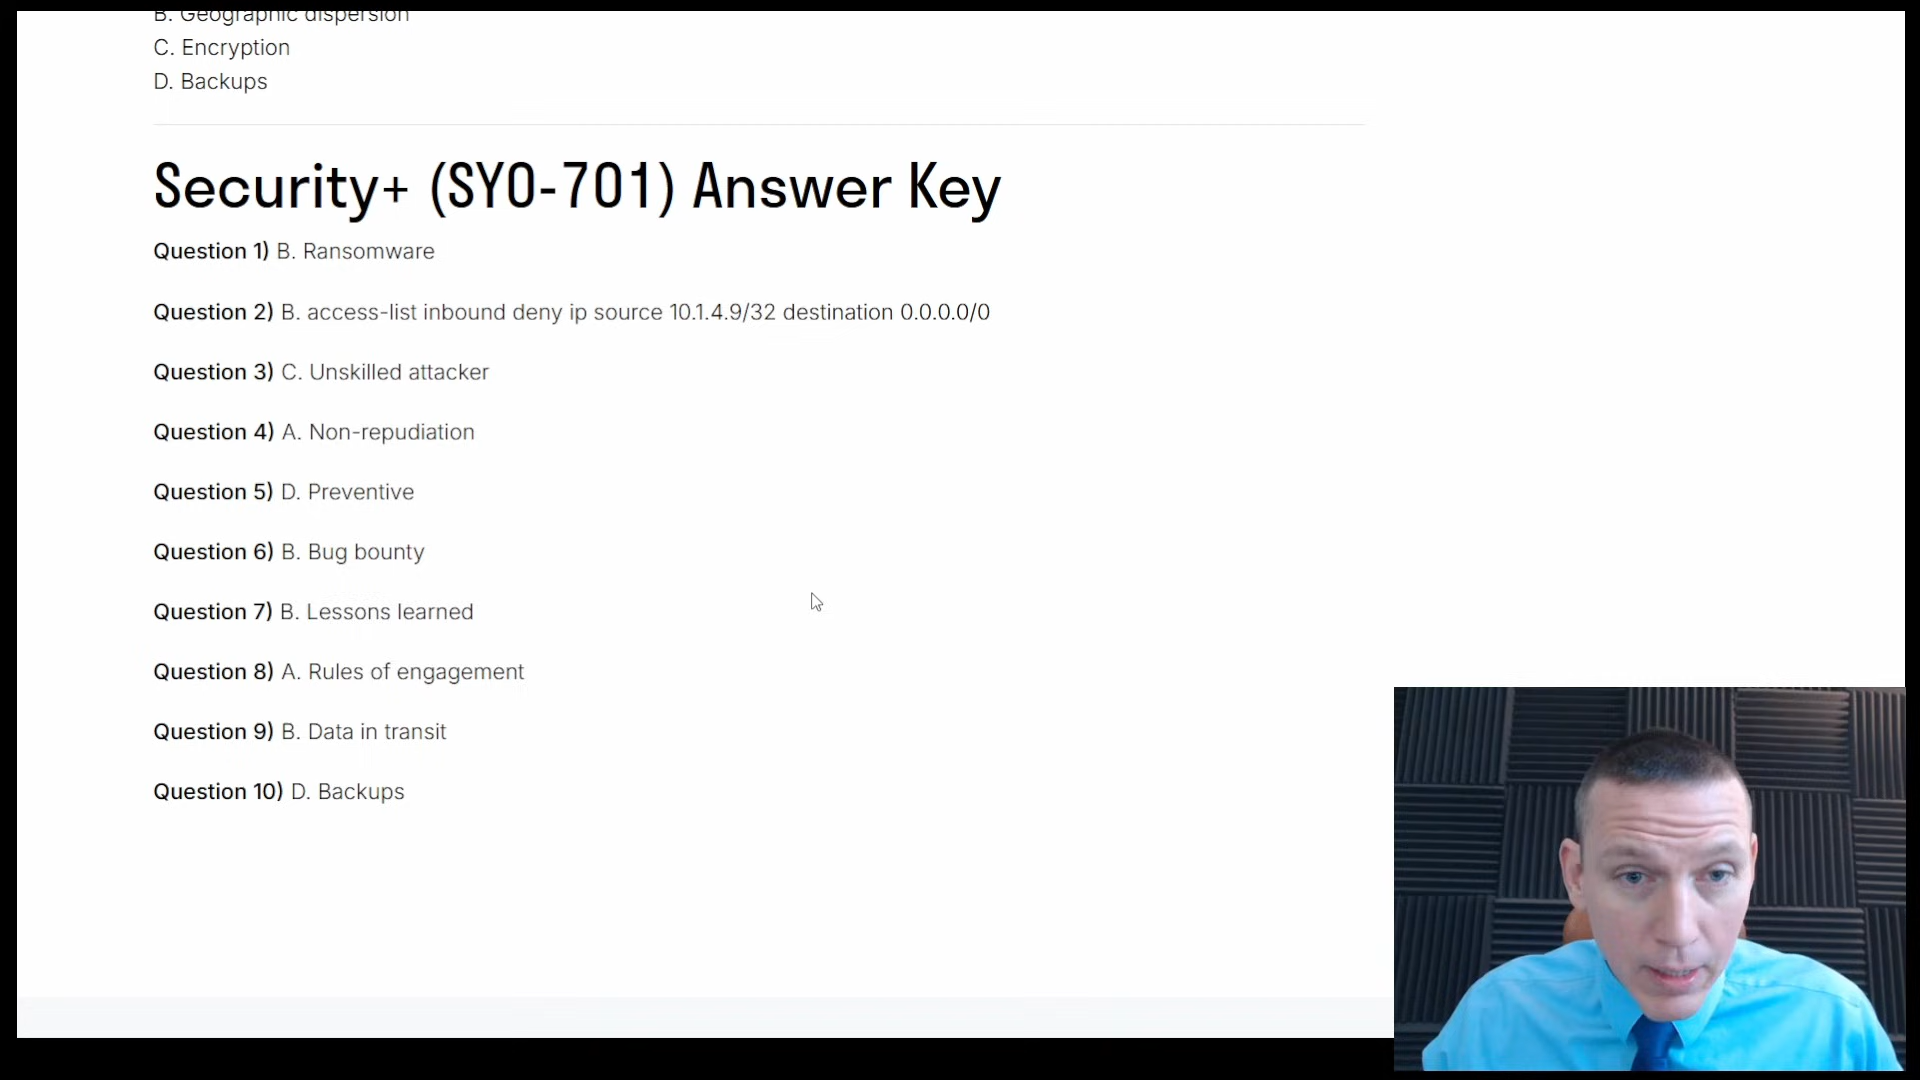 B. Geographic dispersion
C. Encryption
D. Backups
Security+ (SY0-701) Answer Key
Question 1) B. Ransomware
Question 2) B. access-list inbound deny ip source 10.1.4.9/32 destination 0.0.0.0/0
Question 3) C. Unskilled attacker
Question 4) A. Non-repudiation
Question 5) D. Preventive
Question 6) B. Bug bounty
Question 7) B. Lessons learned
Question 8) A. Rules of engagement
Question 9) B. Data in transit
Question 10) D. Backups